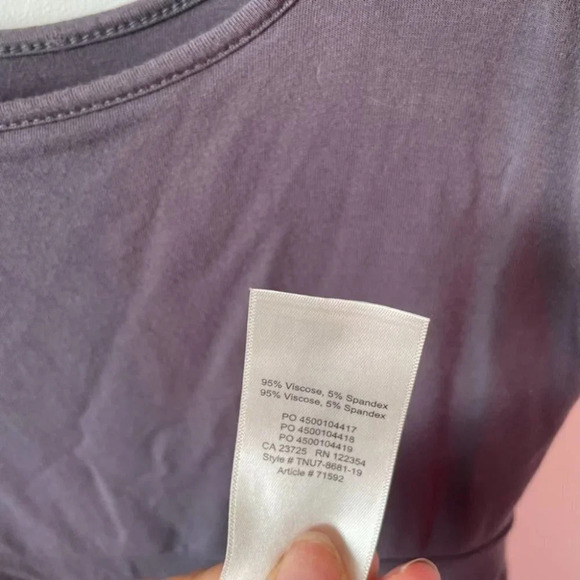 95% Viscose, 5% Spandex
95% Viscose, 5% Spandex
PO 4500104417
PO 4500104418
PO 4500104419
CA 23725 RN 122354
Style # TNU7-8681-19
Article # 71592